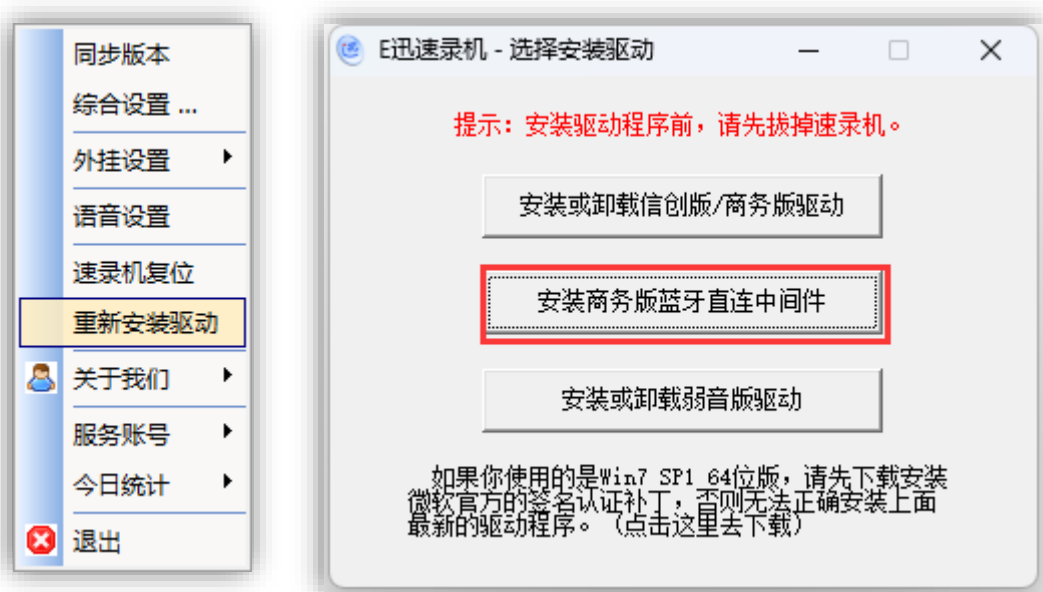 同步版本
综合设置 ...
外挂设置
语音设置
速录机复位
重新安装驱动
关于我们
服务账号
今日统计
退出
E迅速录机 - 选择安装驱动
提示：安装驱动程序前，请先拔掉速录机。
安装或卸载信创版/商务版驱动
安装商务版蓝牙直连中间件
安装或卸载弱音版驱动
如果你使用的是Win7 SP1 64位版，请先下载安装
微软官方的签名认证补丁，否则无法正确安装上面
最新的驱动程序。（点击这里去下载）